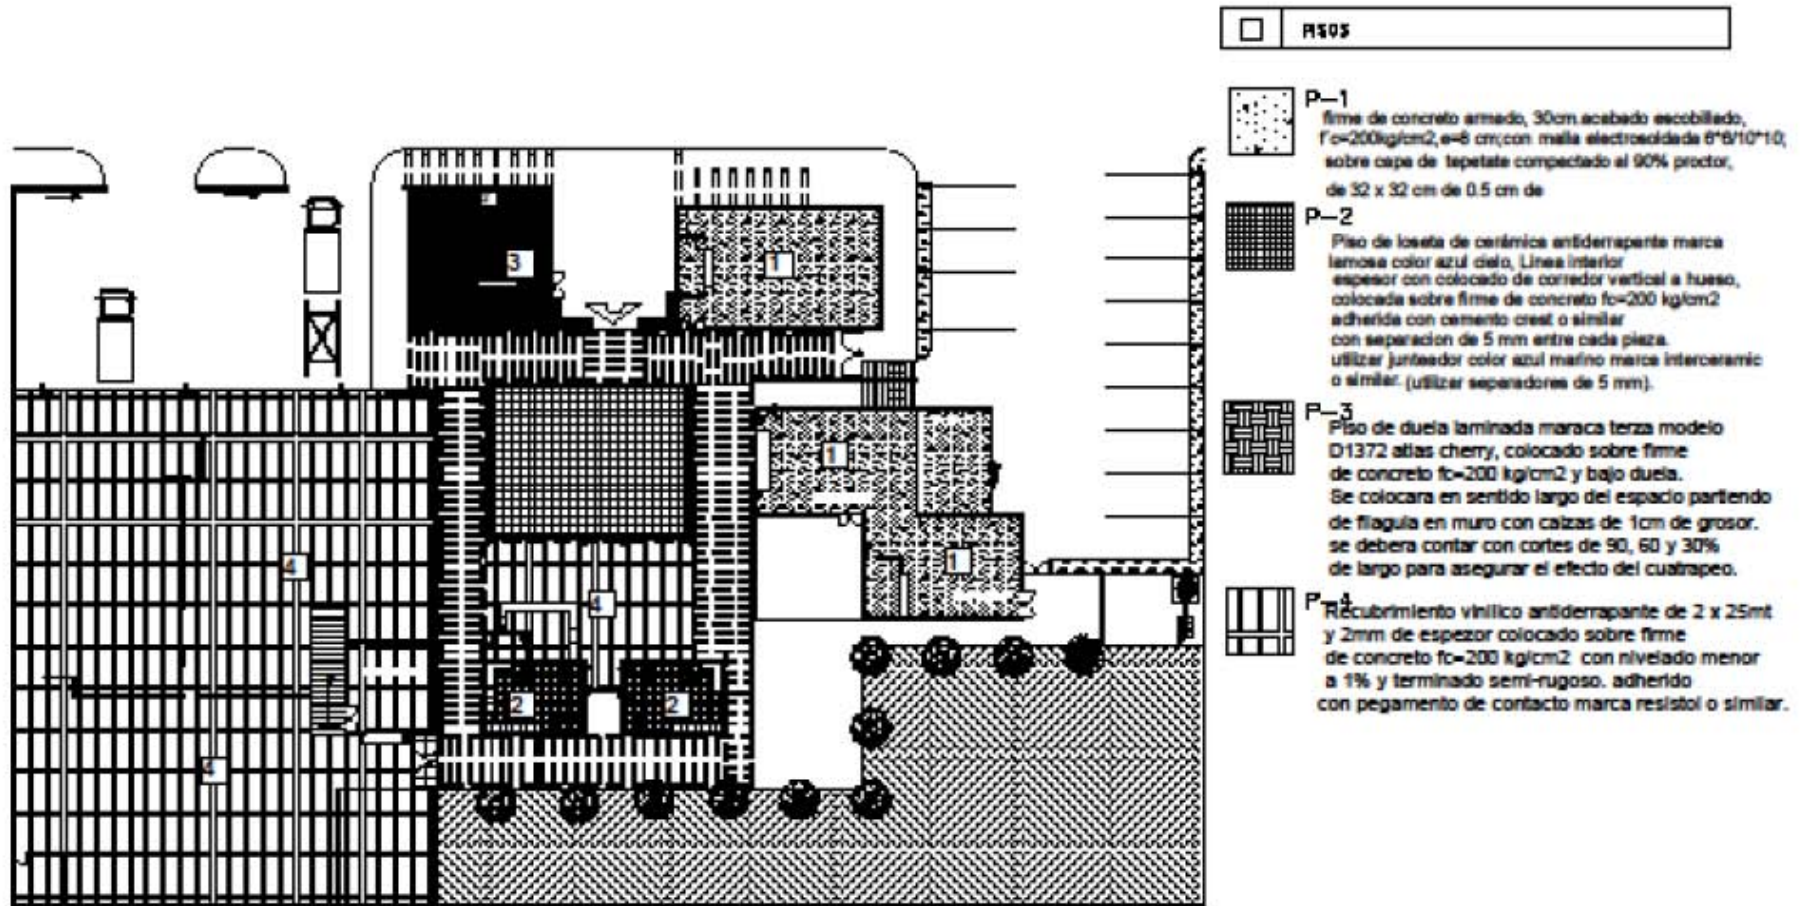 PISOS
P-1
firme de concreto armado, 30cm.acabado escobillado,
f'c=200kg/cm2,e=8 cm;con malla electrosoldada 6*6/10*10;
sobre capa de tepetate compactado al 90% proctor,
de 32 x 32 cm de 0.5 cm de
P-2
Piso de loseta de cerámica antiderrapante marca
lamosa color azul cielo, Linea interior
espesor con colocado de corredor vertical a hueso,
colocada sobre firme de concreto fc=200 kg/cm2
adherida con cemento crest o similar
con separacion de 5 mm entre cada pieza.
utilizar junteador color azul marino marca interceramic
o similar. (utilizar separadores de 5 mm).
P-3
Piso de duela laminada maraca terza modelo
D1372 atlas cherry, colocado sobre firme
de concreto fc=200 kg/cm2 y bajo duela.
Se colocara en sentido largo del espacio partiendo
de filagula en muro con calzas de 1cm de grosor.
se debera contar con cortes de 90, 60 y 30%
de largo para asegurar el efecto del cuatrapeo.
P-4
Recubrimiento vinilico antiderrapante de 2 x 25mt
y 2mm de espezor colocado sobre firme
de concreto fc=200 kg/cm2 con nivelado menor
a 1% y terminado semi-rugoso. adherido
con pegamento de contacto marca resistol o similar.
3
1
1
4
1
4
2
2
4